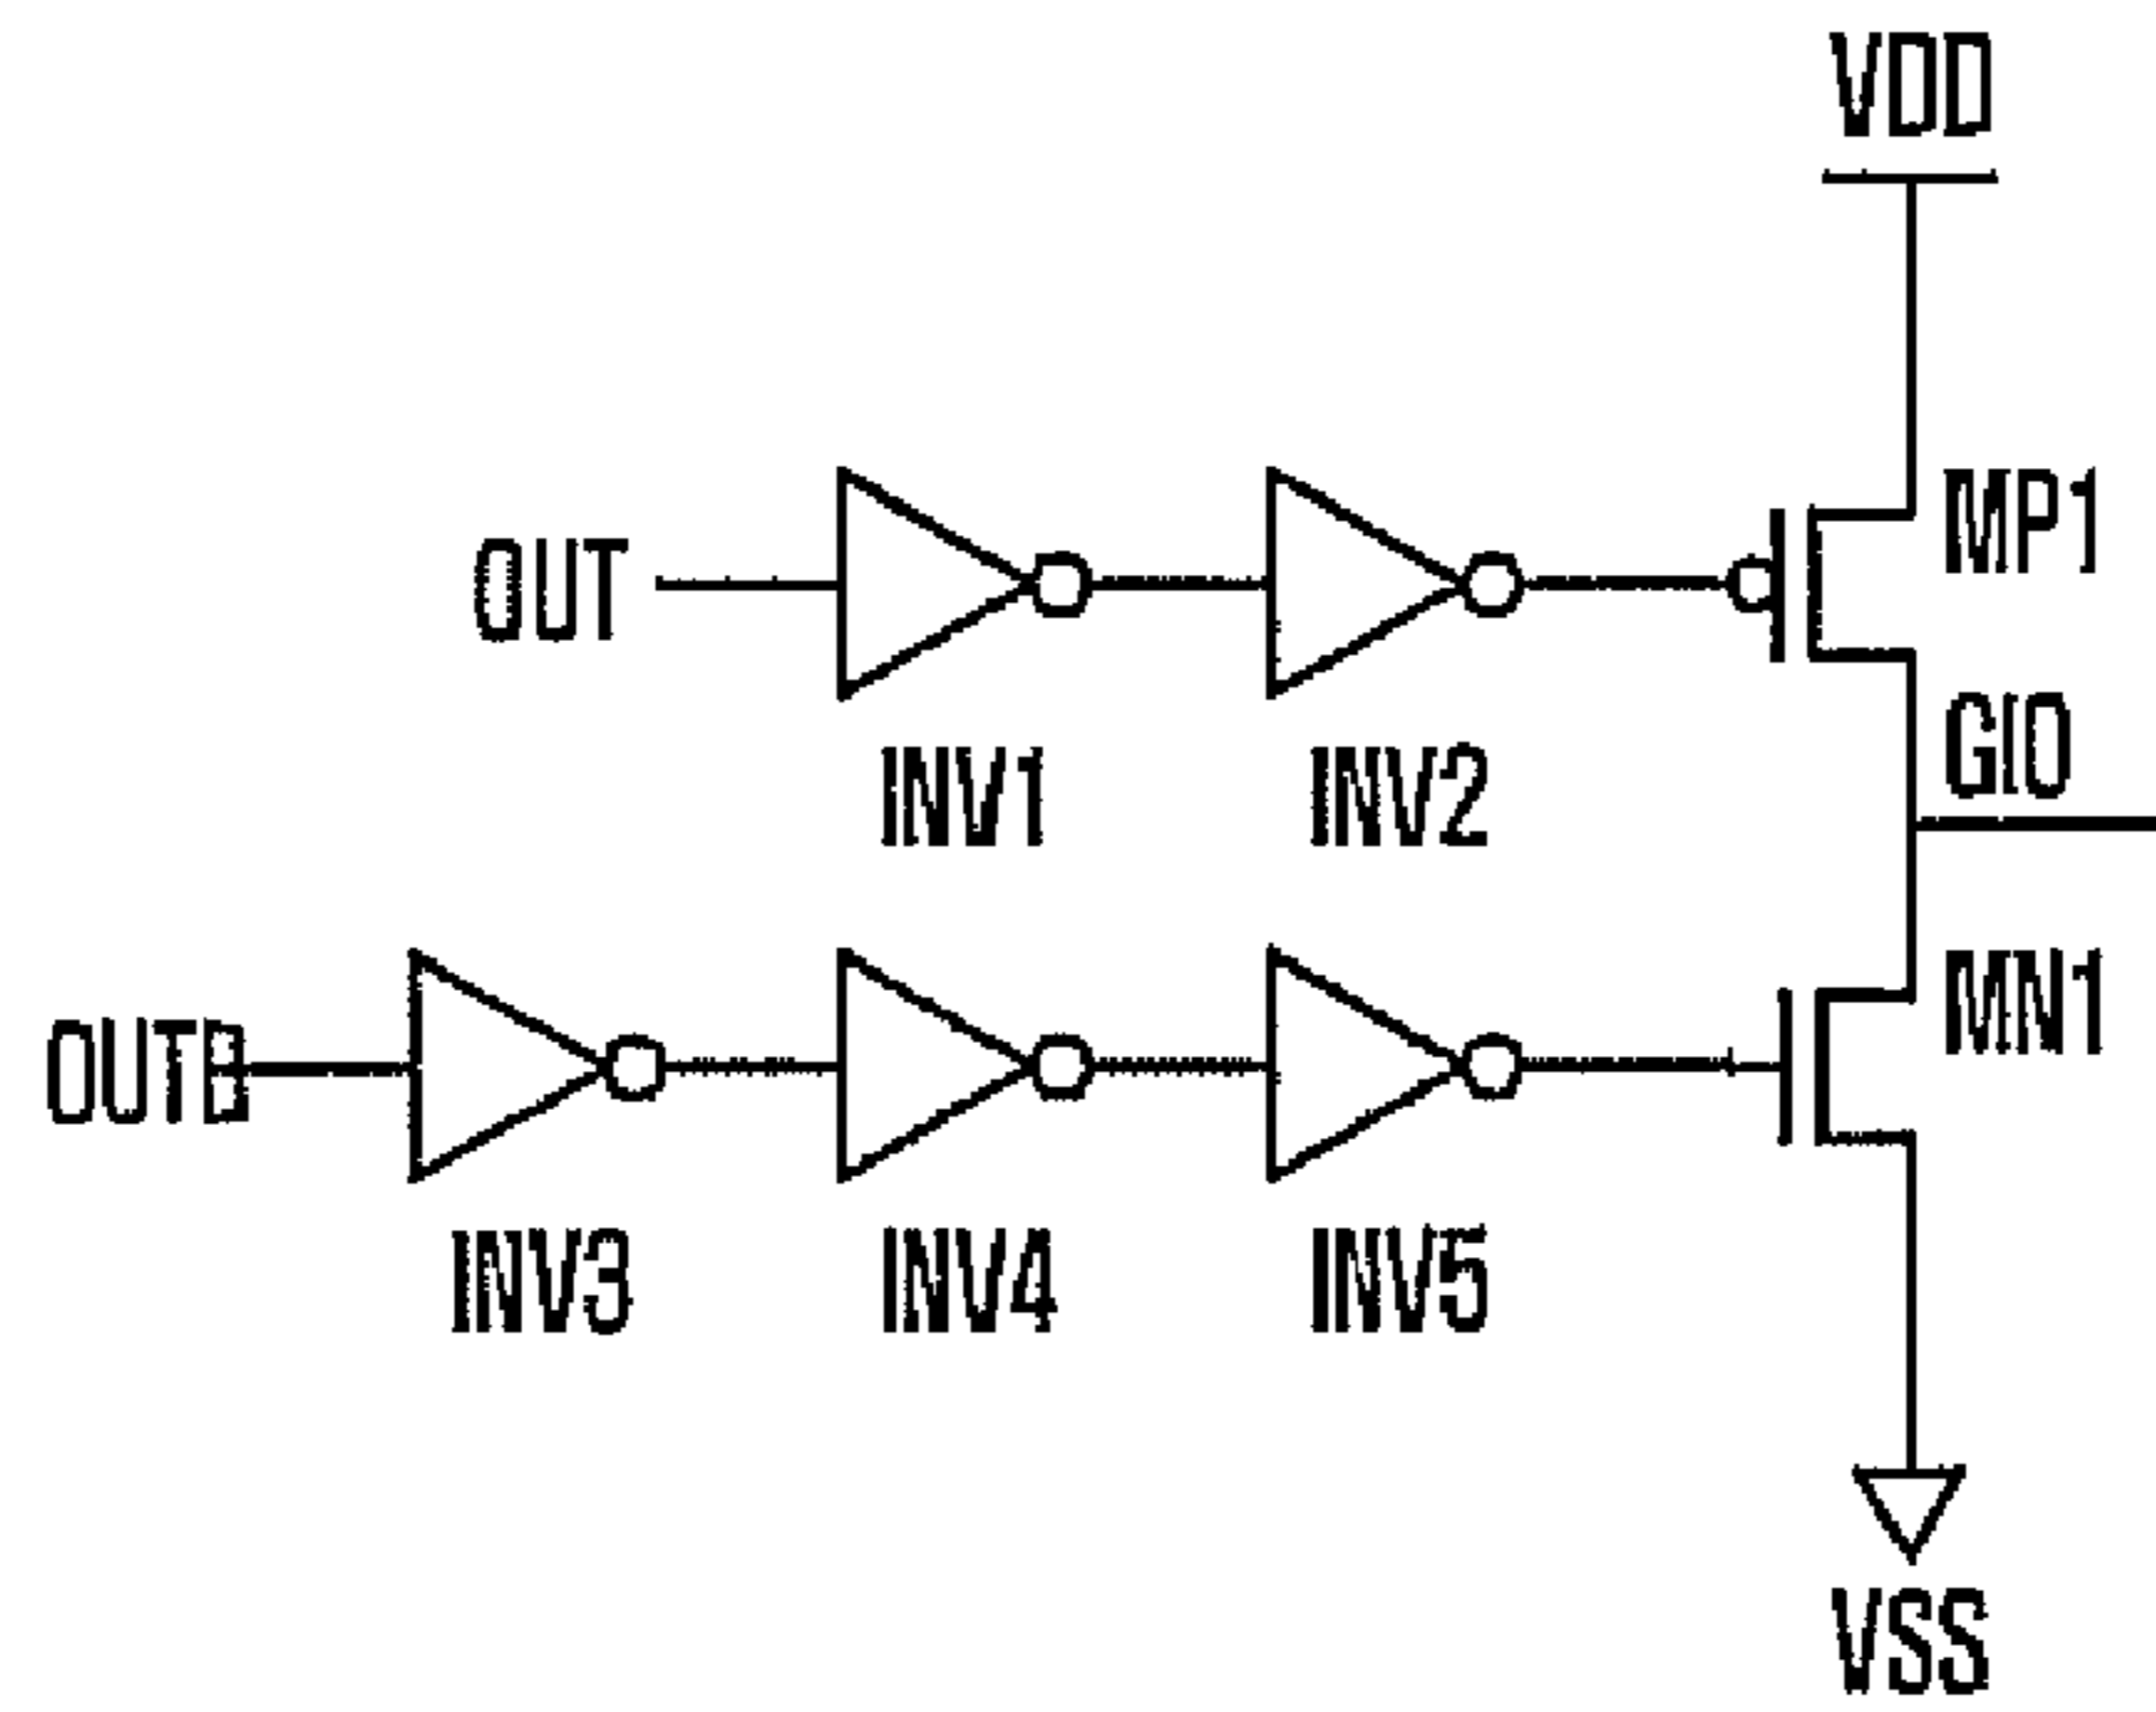 VDD
MP1
OUT
GIO
INV1 INV2
MN1
OUTB
INV3 INV4 INV5
VSS